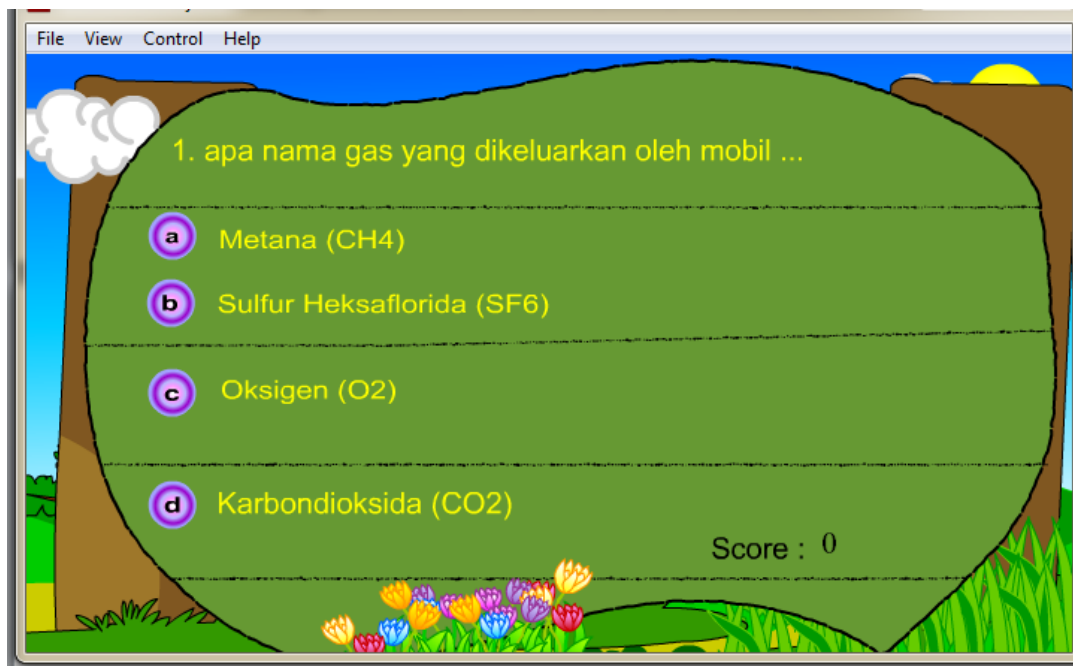 File View Control Help
1. apa nama gas yang dikeluarkan oleh mobil ...
a Metana (CH4)
b Sulfur Heksaflorida (SF6)
c Oksigen (O2)
d Karbondioksida (CO2)
Score : 0